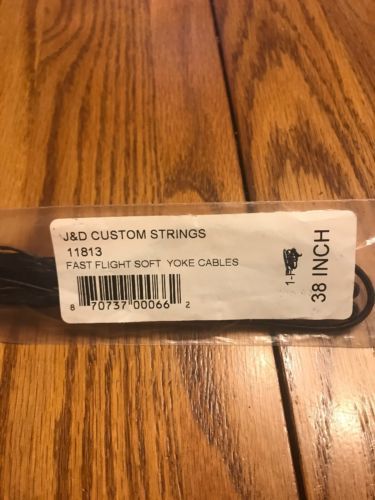 J&D CUSTOM STRINGS
11813
FAST FLIGHT SOFT YOKE CABLES
8 70737 00066 2
38 INCH